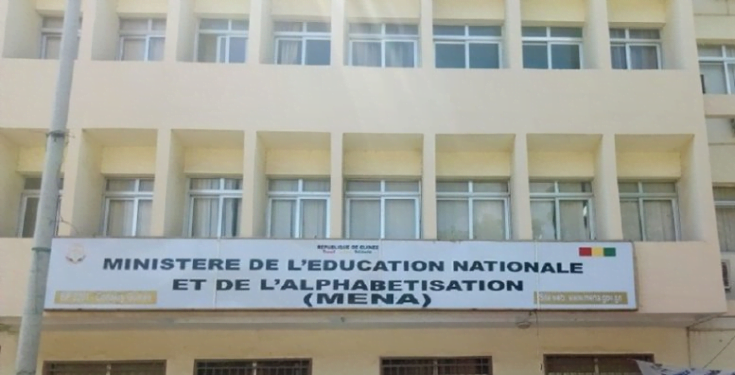 REPUBLIQUE DE GUINEE
MINISTERE DE L'EDUCATION NATIONALE
ET DE L'ALPHABETISATION
(MENA)